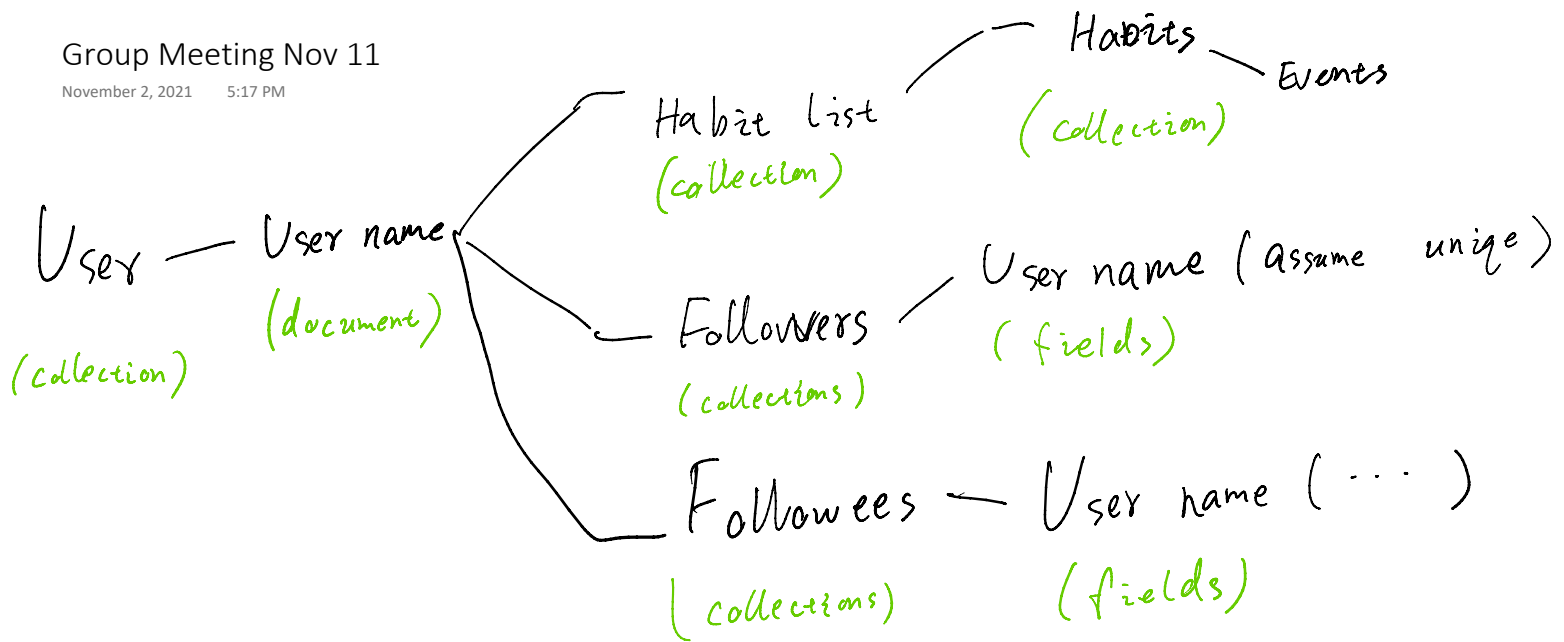 Group Meeting Nov 11
November 2, 2021 5:17 PM
Habits
Events
(collection)
Habit list
(collection)
User
(collection)
User name
(document)
Followers
(collections)
User name (assume uniqe)
(fields)
Followees
(collections)
User name (...)
(fields)